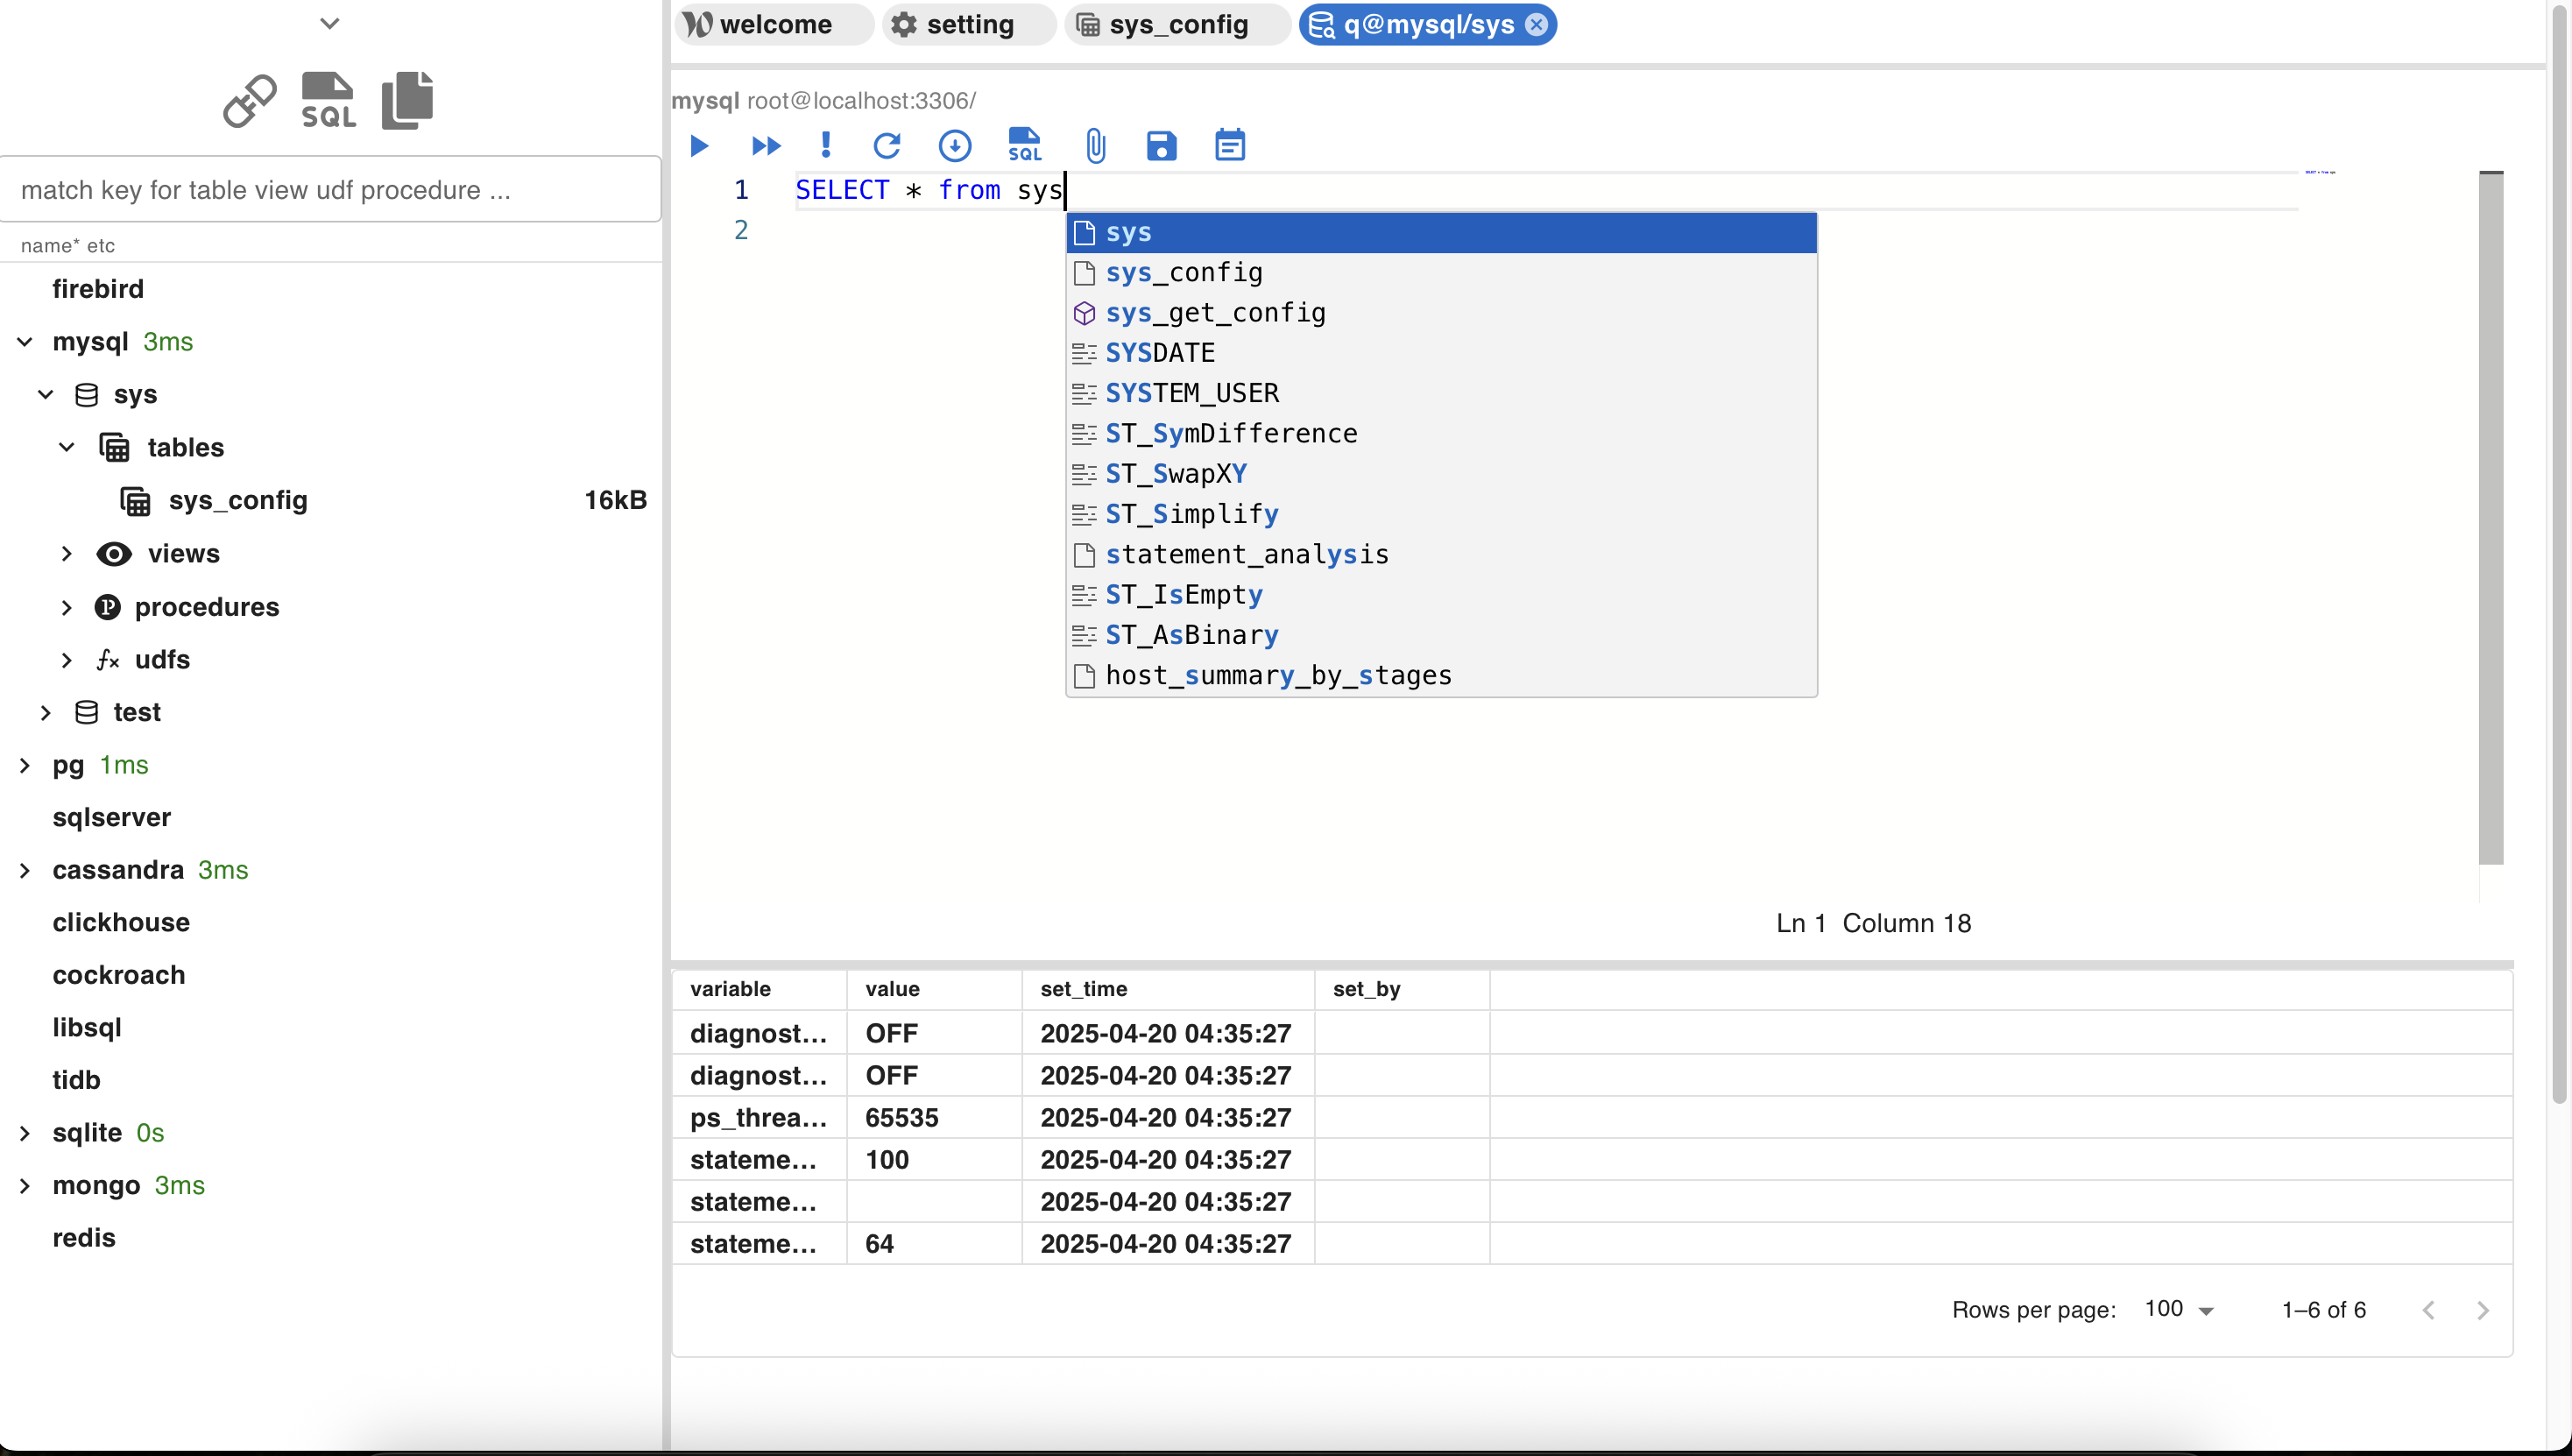 welcome setting sys_config q@mysql/sys
SQL
match key for table view udf procedure ...
name* etc
firebird
mysql 3ms
sys
tables
sys_config 16kB
views
procedures
udfs
test
pg 1ms
sqlserver
cassandra 3ms
clickhouse
cockroach
libsql
tidb
sqlite 0s
mongo 3ms
redis
mysql root@localhost:3306/
SQL
1 SELECT * from sys
2
sys
sys_config
sys_get_config
SYSDATE
SYSTEM_USER
ST_SymDifference
ST_SwapXY
ST_Simplify
statement_analysis
ST_IsEmpty
ST_AsBinary
host_summary_by_stages
SELECT * from sys
Ln 1 Column 18
variable value set_time set_by
diagnost... OFF 2025-04-20 04:35:27
diagnost... OFF 2025-04-20 04:35:27
ps_threa... 65535 2025-04-20 04:35:27
stateme... 100 2025-04-20 04:35:27
stateme... 2025-04-20 04:35:27
stateme... 64 2025-04-20 04:35:27
Rows per page: 100 1–6 of 6